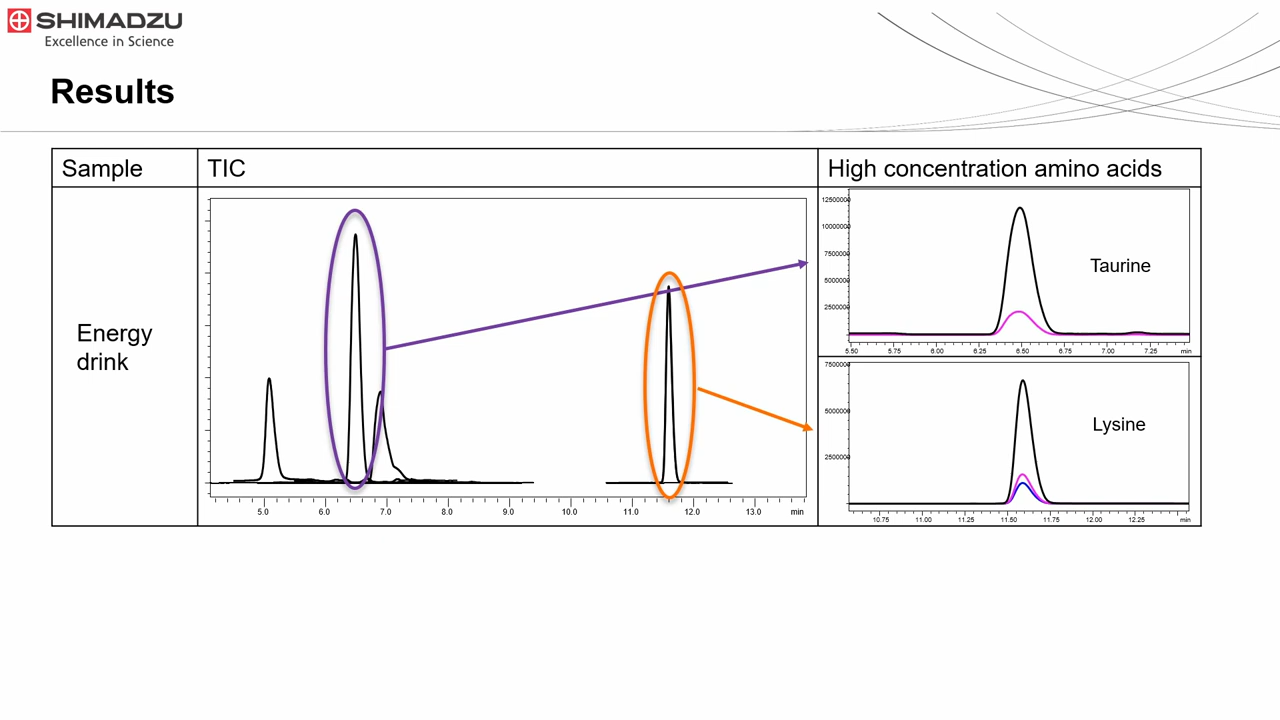 SHIMADZU
Excellence in Science
Results
Sample
TIC
High concentration amino acids
Energy
drink
5.0 6.0 7.0 8.0 9.0 10.0 11.0 12.0 13.0 min
12500000
10000000
7500000
5000000
2500000
Taurine
5.50 5.75 6.00 6.25 6.50 6.75 7.00 7.25 min
7500000
5000000
2500000
Lysine
10.75 11.00 11.25 11.50 11.75 12.00 12.25 min